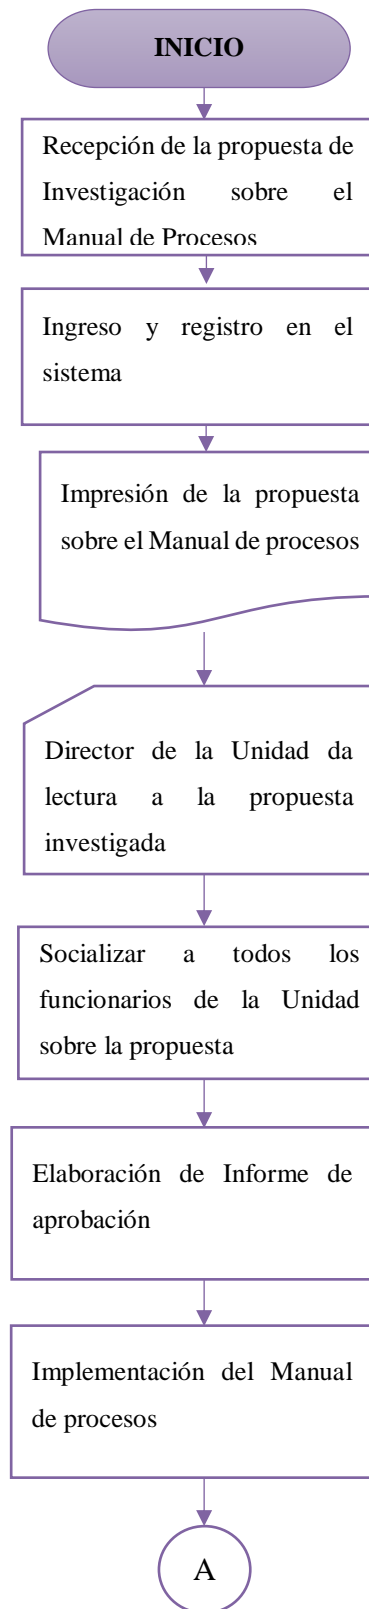 INICIO
Recepción de la propuesta de
Investigación sobre el
Manual de Procesos
Ingreso y registro en el
sistema
Impresión de la propuesta
sobre el Manual de procesos
Director de la Unidad da
lectura a la propuesta
investigada
Socializar a todos los
funcionarios de la Unidad
sobre la propuesta
Elaboración de Informe de
aprobación
Implementación del Manual
de procesos
A